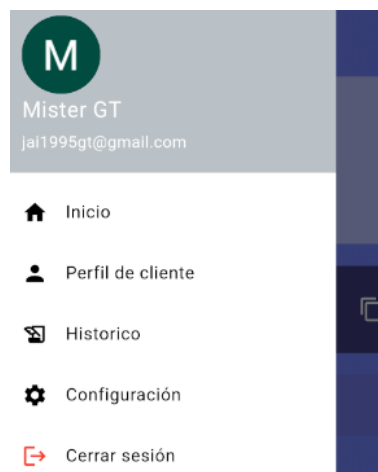 M
Mister GT
jai1995gt@gmail.com
Inicio
Perfil de cliente
Historico
Configuración
Cerrar sesión